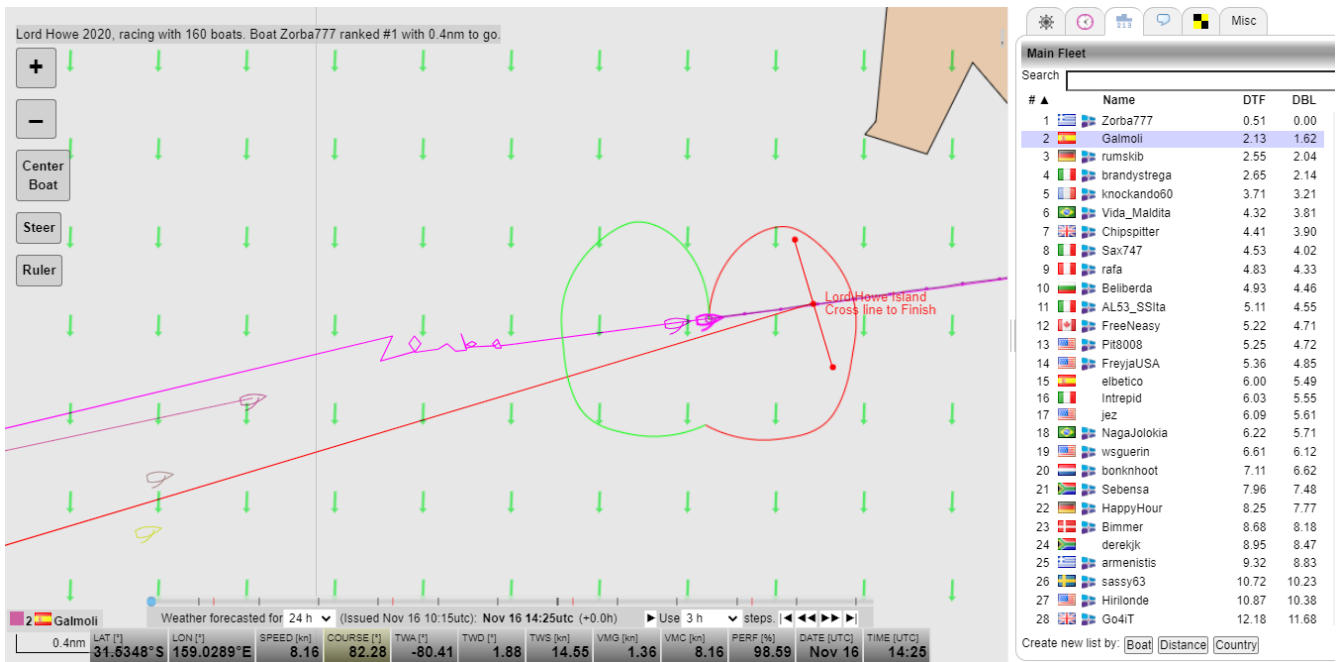 Lord Howe 2020, racing with 160 boats. Boat Zorba777 ranked #1 with 0.4nm to go.
+
−
Center
Boat
Steer
Ruler
Lord Howe Island
Cross line to Finish
Zorba
2 Galmoli
Weather forecasted for 24 h (Issued Nov 16 10:15utc): Nov 16 14:25utc (+0.0h) Use 3 h steps.
0.4nm
LAT [°] LON [°] SPEED [kn] COURSE [°] TWA [°] TWD [°] TWS [kn] VMG [kn] VMC [kn] PERF [%] DATE [UTC] TIME [UTC]
31.5348°S 159.0289°E 8.16 82.28 -80.41 1.88 14.55 1.36 8.16 98.59 Nov 16 14:25
Misc
Main Fleet
Search
# ▲ Name DTF DBL
1 Zorba777 0.51 0.00
2 Galmoli 2.13 1.62
3 rumskib 2.55 2.04
4 brandystrega 2.65 2.14
5 knockando60 3.71 3.21
6 Vida_Maldita 4.32 3.81
7 Chipspitter 4.41 3.90
8 Sax747 4.53 4.02
9 rafa 4.83 4.33
10 Beliberda 4.93 4.46
11 AL53_SSIta 5.11 4.55
12 FreeNeasy 5.22 4.71
13 Pit8008 5.25 4.72
14 FreyjaUSA 5.36 4.85
15 elbetico 6.00 5.49
16 Intrepid 6.03 5.55
17 jez 6.09 5.61
18 NagaJolokia 6.22 5.71
19 wsguerin 6.61 6.12
20 bonknhoot 7.11 6.62
21 Sebensa 7.96 7.48
22 HappyHour 8.25 7.77
23 Bimmer 8.68 8.18
24 derekjk 8.95 8.47
25 armenistis 9.32 8.83
26 sassy63 10.72 10.23
27 Hirilonde 10.87 10.38
28 Go4iT 12.18 11.68
Create new list by: Boat Distance Country